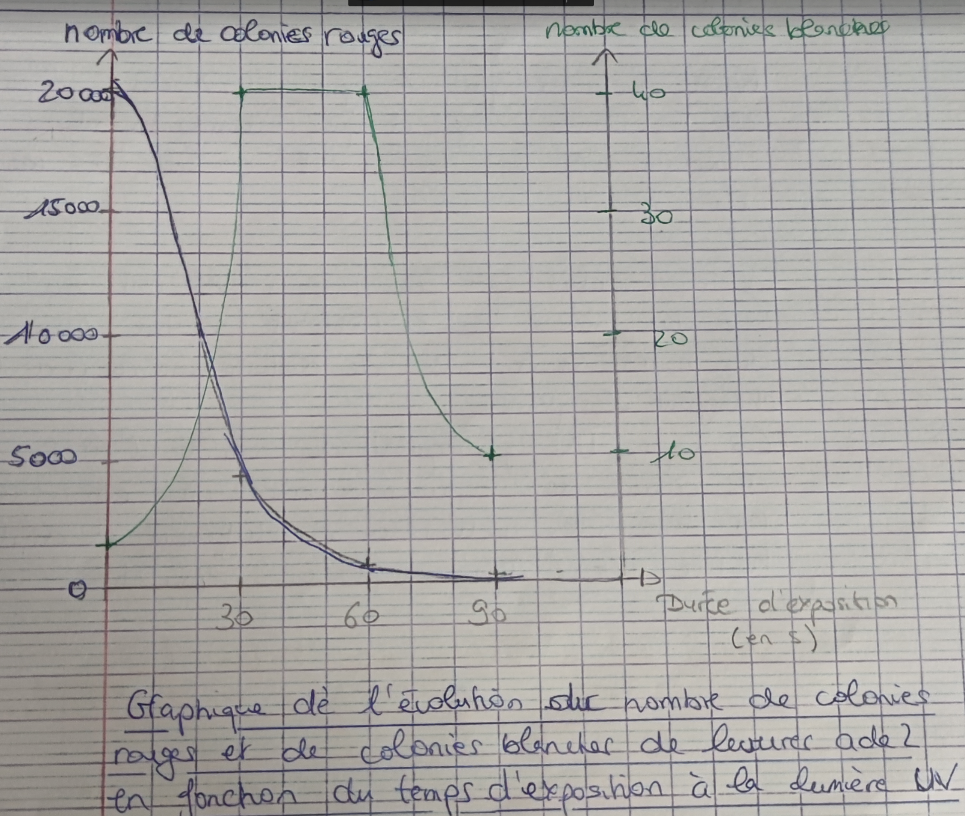 nombre de colonies rouges
nombre de colonies blanches
20000
40
15000
30
10000
20
5000
10
0
30
60
90
Durée d'exposition
(en s)
Graphique de l'évolution du nombre de colonies
rouges et de colonies blanches de levures ade2
en fonction du temps d'exposition à la lumière UV